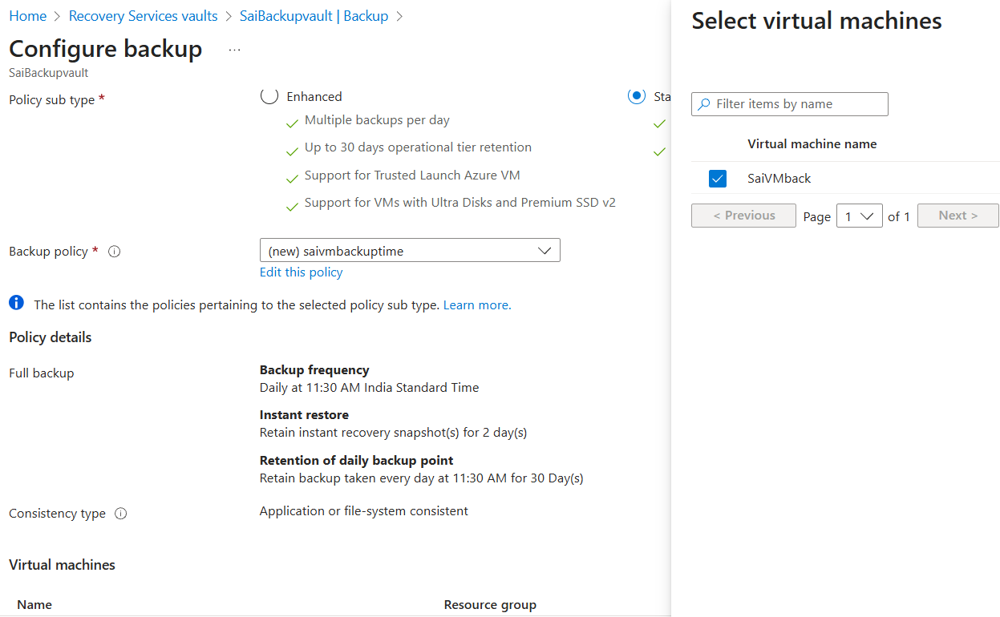 Home > Recovery Services vaults > SaiBackupvault | Backup >
Configure backup ...
SaiBackupvault
Policy sub type *
Enhanced
Multiple backups per day
Up to 30 days operational tier retention
Support for Trusted Launch Azure VM
Support for VMs with Ultra Disks and Premium SSD v2
Sta
Backup policy *
(new) saivmbackuptime
Edit this policy
The list contains the policies pertaining to the selected policy sub type. Learn more.
Policy details
Full backup
Backup frequency
Daily at 11:30 AM India Standard Time
Instant restore
Retain instant recovery snapshot(s) for 2 day(s)
Retention of daily backup point
Retain backup taken every day at 11:30 AM for 30 Day(s)
Consistency type
Application or file-system consistent
Virtual machines
Name Resource group
Select virtual machines
Filter items by name
Virtual machine name
SaiVMback
< Previous Page 1 of 1 Next >